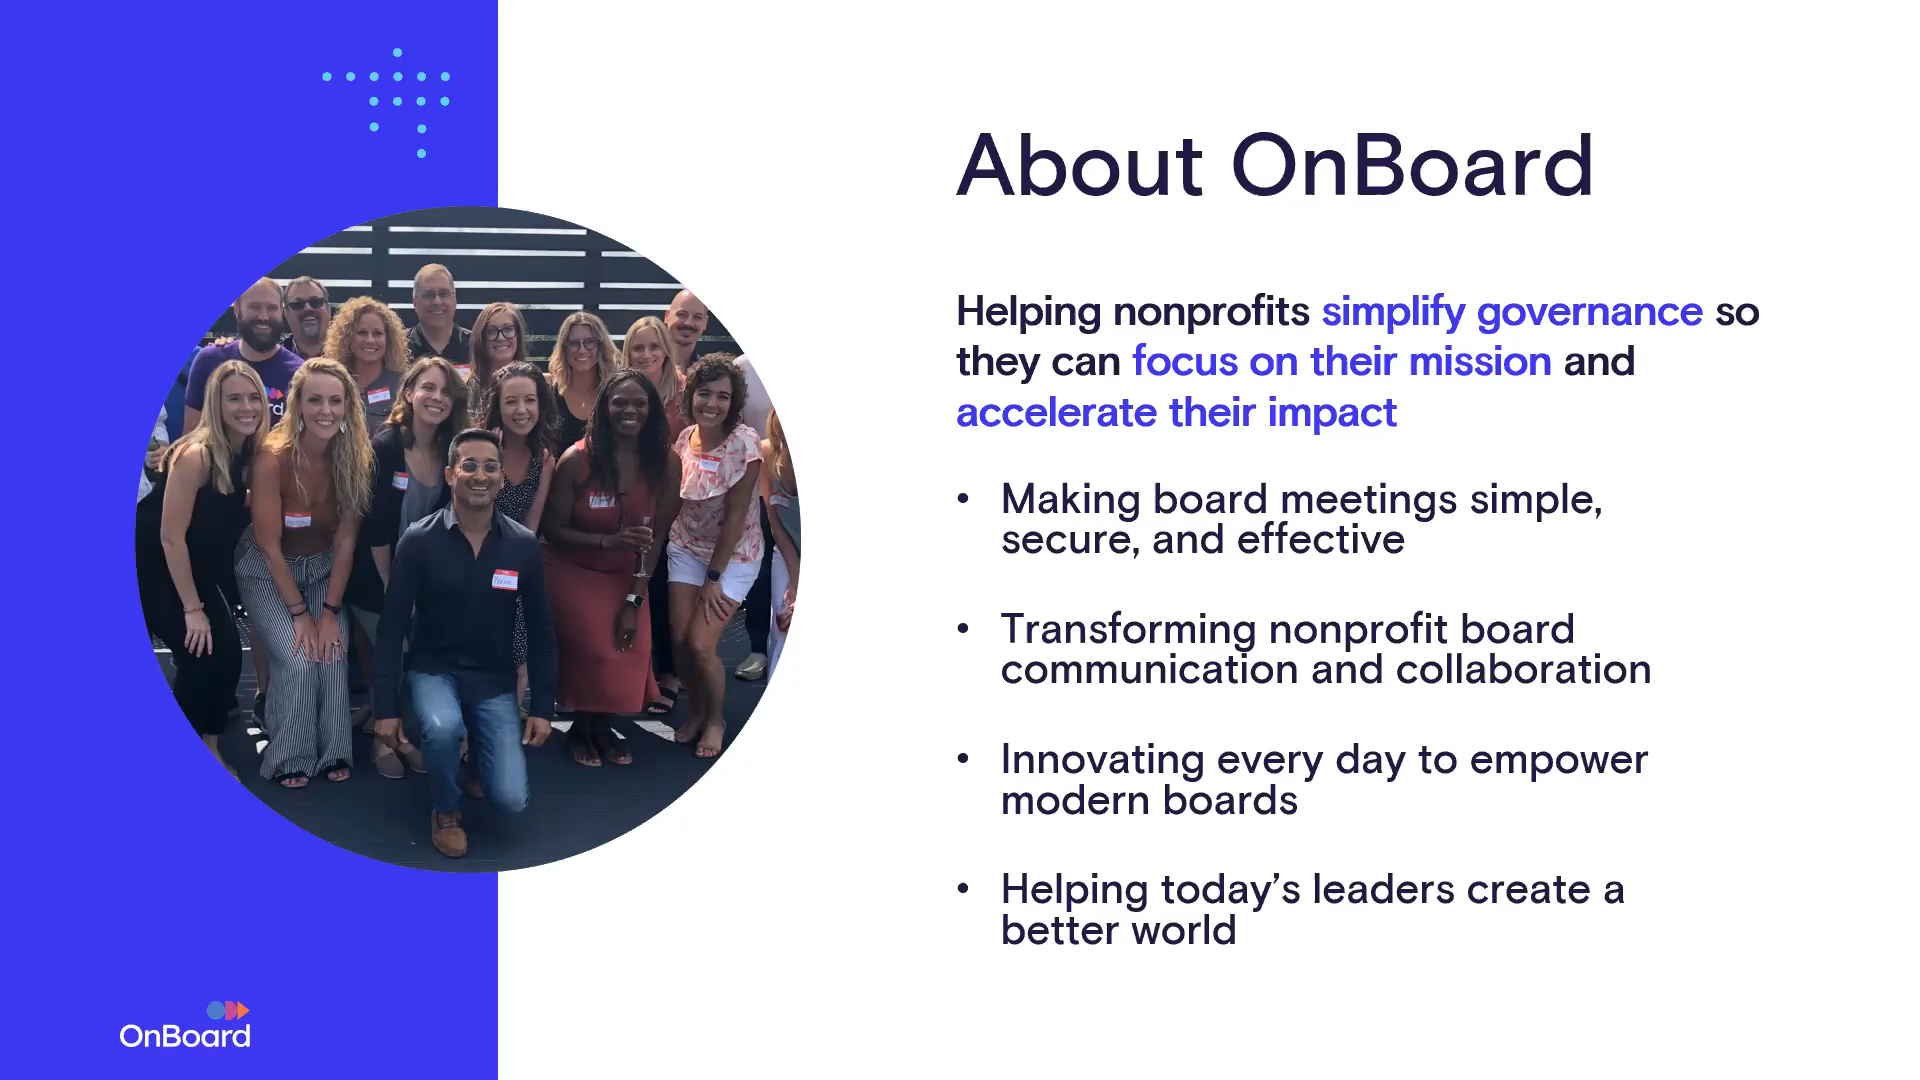 About OnBoard
Helping nonprofits simplify governance so
they can focus on their mission and
accelerate their impact
• Making board meetings simple,
secure, and effective
• Transforming nonprofit board
communication and collaboration
• Innovating every day to empower
modern boards
• Helping today’s leaders create a
better world
OnBoard